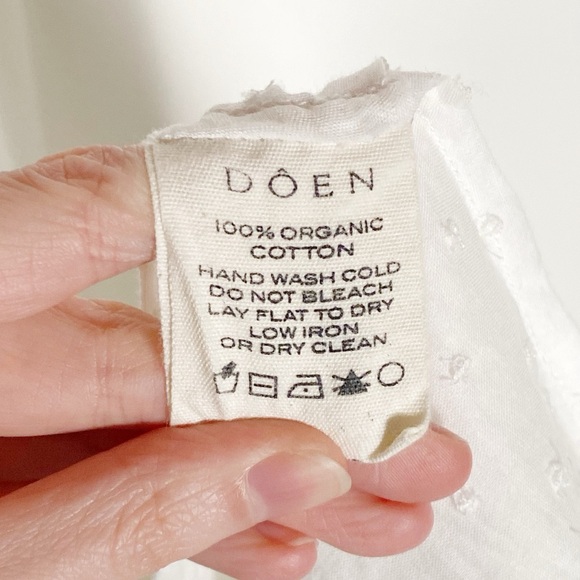 DÔEN
100% ORGANIC
COTTON
HAND WASH COLD
DO NOT BLEACH
LAY FLAT TO DRY
LOW IRON
OR DRY CLEAN